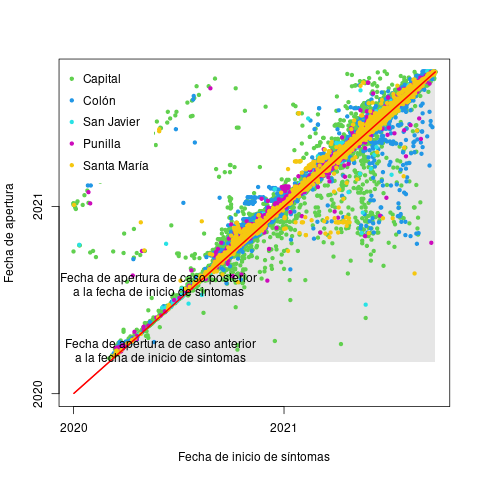 Capital
Colón
San Javier
Punilla
Santa María
Fecha de apertura
2021
Fecha de apertura de caso posterior
a la fecha de inicio de síntomas
Fecha de apertura de caso anterior
a la fecha de inicio de síntomas
2020
2020
2021
Fecha de inicio de síntomas